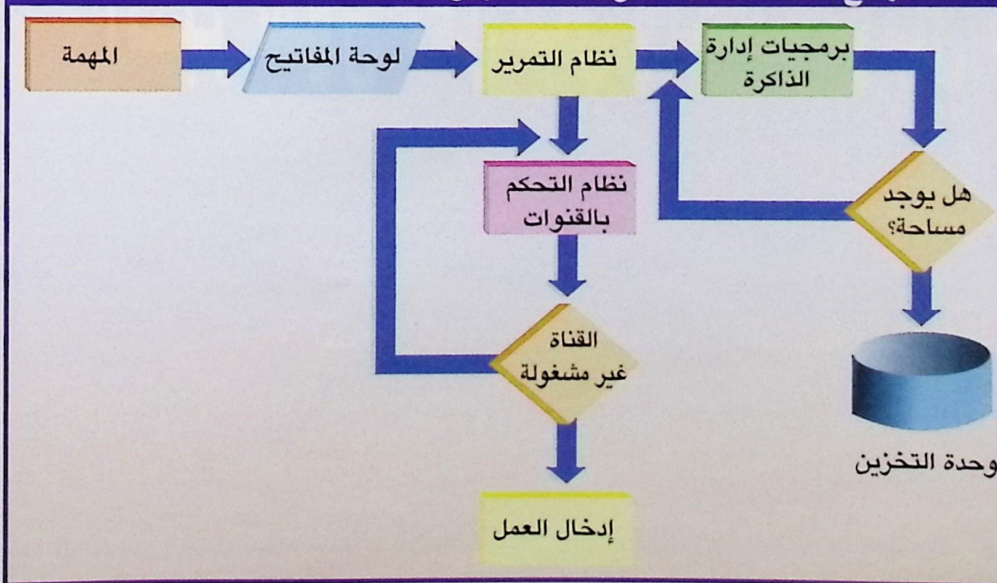 المهمة
لوحة المفاتيح
نظام التمرير
برمجيات إدارة
الذاكرة
هل يوجد
مساحة؟
نظام التحكم
بالقنوات
القناة
غير مشغولة
وحدة التخزين
إدخال العمل